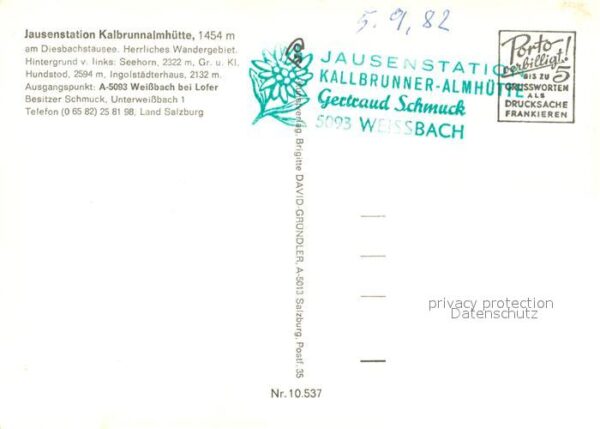 Jausenstation Kalbrunnalmhütte, 1454 m
am Diesbachstausee. Herrliches Wandergebiet.
Hintergrund v. links: Seehorn, 2322 m, Gr. u. Kl.
Hundstod, 2594 m, Ingolstädterhaus, 2132 m.
Ausgangspunkt: A-5093 Weißbach bei Lofer
Besitzer Schmuck, Unterweißbach 1
Telefon (0 65 82) 25 81 98, Land Salzburg
5.9,82
JAUSENSTATION
KALLBRUNNER-ALMHÜTTE
Gertraud Schmuck
5093 WEISSBACH
Porto
verbilligt!
BIS ZU 5
GRUSSWORTEN
ALS
DRUCKSACHE
FRANKIEREN
Brigitte DAVID-GRÜNDLER, A-5013 Salzburg, Postf. 35
privacy protection
Datenschutz
Nr. 10.537